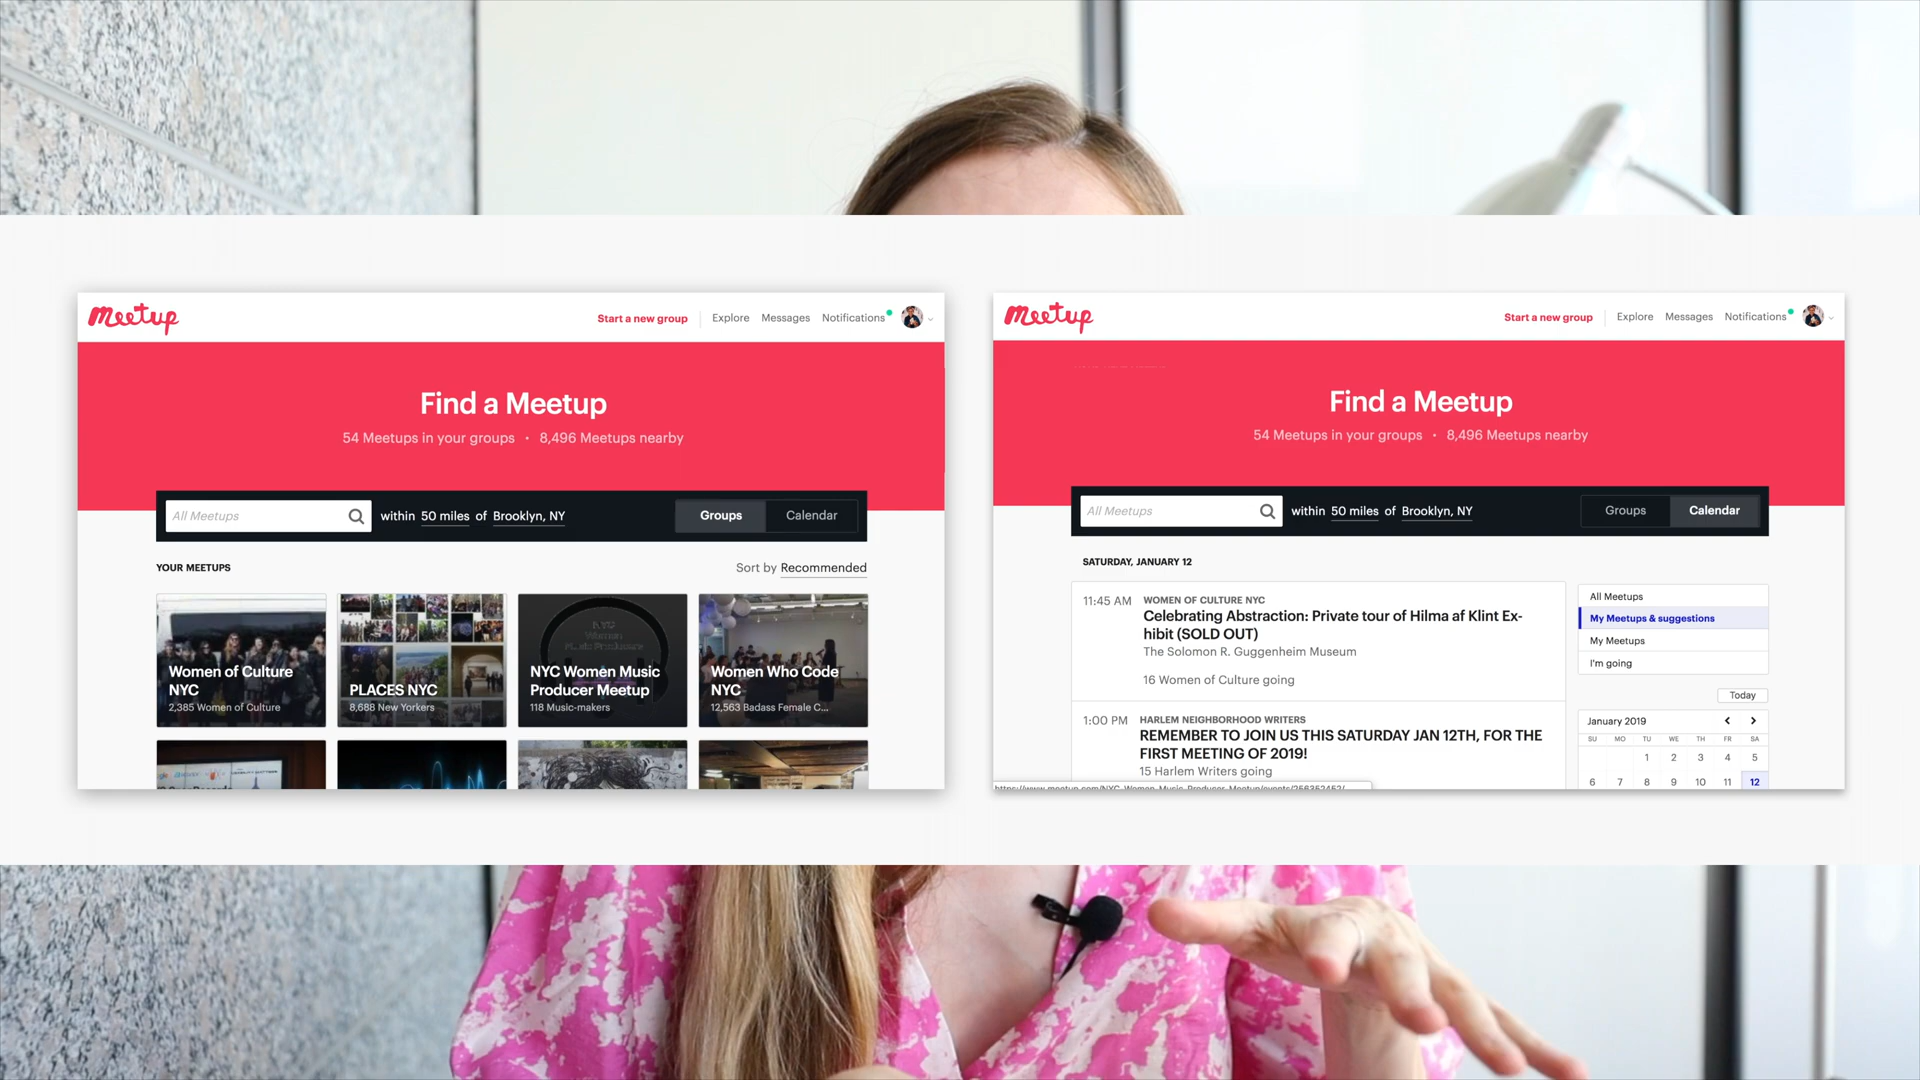 Meetup
Start a new group
Explore
Messages
Notifications
Find a Meetup
54 Meetups in your groups • 8,496 Meetups nearby
All Meetups
within 50 miles of Brooklyn, NY
Groups
Calendar
YOUR MEETUPS
Sort by Recommended
Women of Culture
NYC
2,385 Women of Culture
PLACES NYC
8,688 New Yorkers
NYC Women Music
Producer Meetup
118 Music-makers
Women Who Code
NYC
12,563 Badass Female C...
Meetup
Start a new group
Explore
Messages
Notifications
Find a Meetup
54 Meetups in your groups • 8,496 Meetups nearby
All Meetups
within 50 miles of Brooklyn, NY
Groups
Calendar
SATURDAY, JANUARY 12
11:45 AM
WOMEN OF CULTURE NYC
Celebrating Abstraction: Private tour of Hilma af Klint Ex-
hibit (SOLD OUT)
The Solomon R. Guggenheim Museum
16 Women of Culture going
1:00 PM
HARLEM NEIGHBORHOOD WRITERS
REMEMBER TO JOIN US THIS SATURDAY JAN 12TH, FOR THE
FIRST MEETING OF 2019!
15 Harlem Writers going
All Meetups
My Meetups & suggestions
My Meetups
I'm going
Today
January 2019
SU MO TU WE TH FR SA
1 2 3 4 5
6 7 8 9 10 11 12